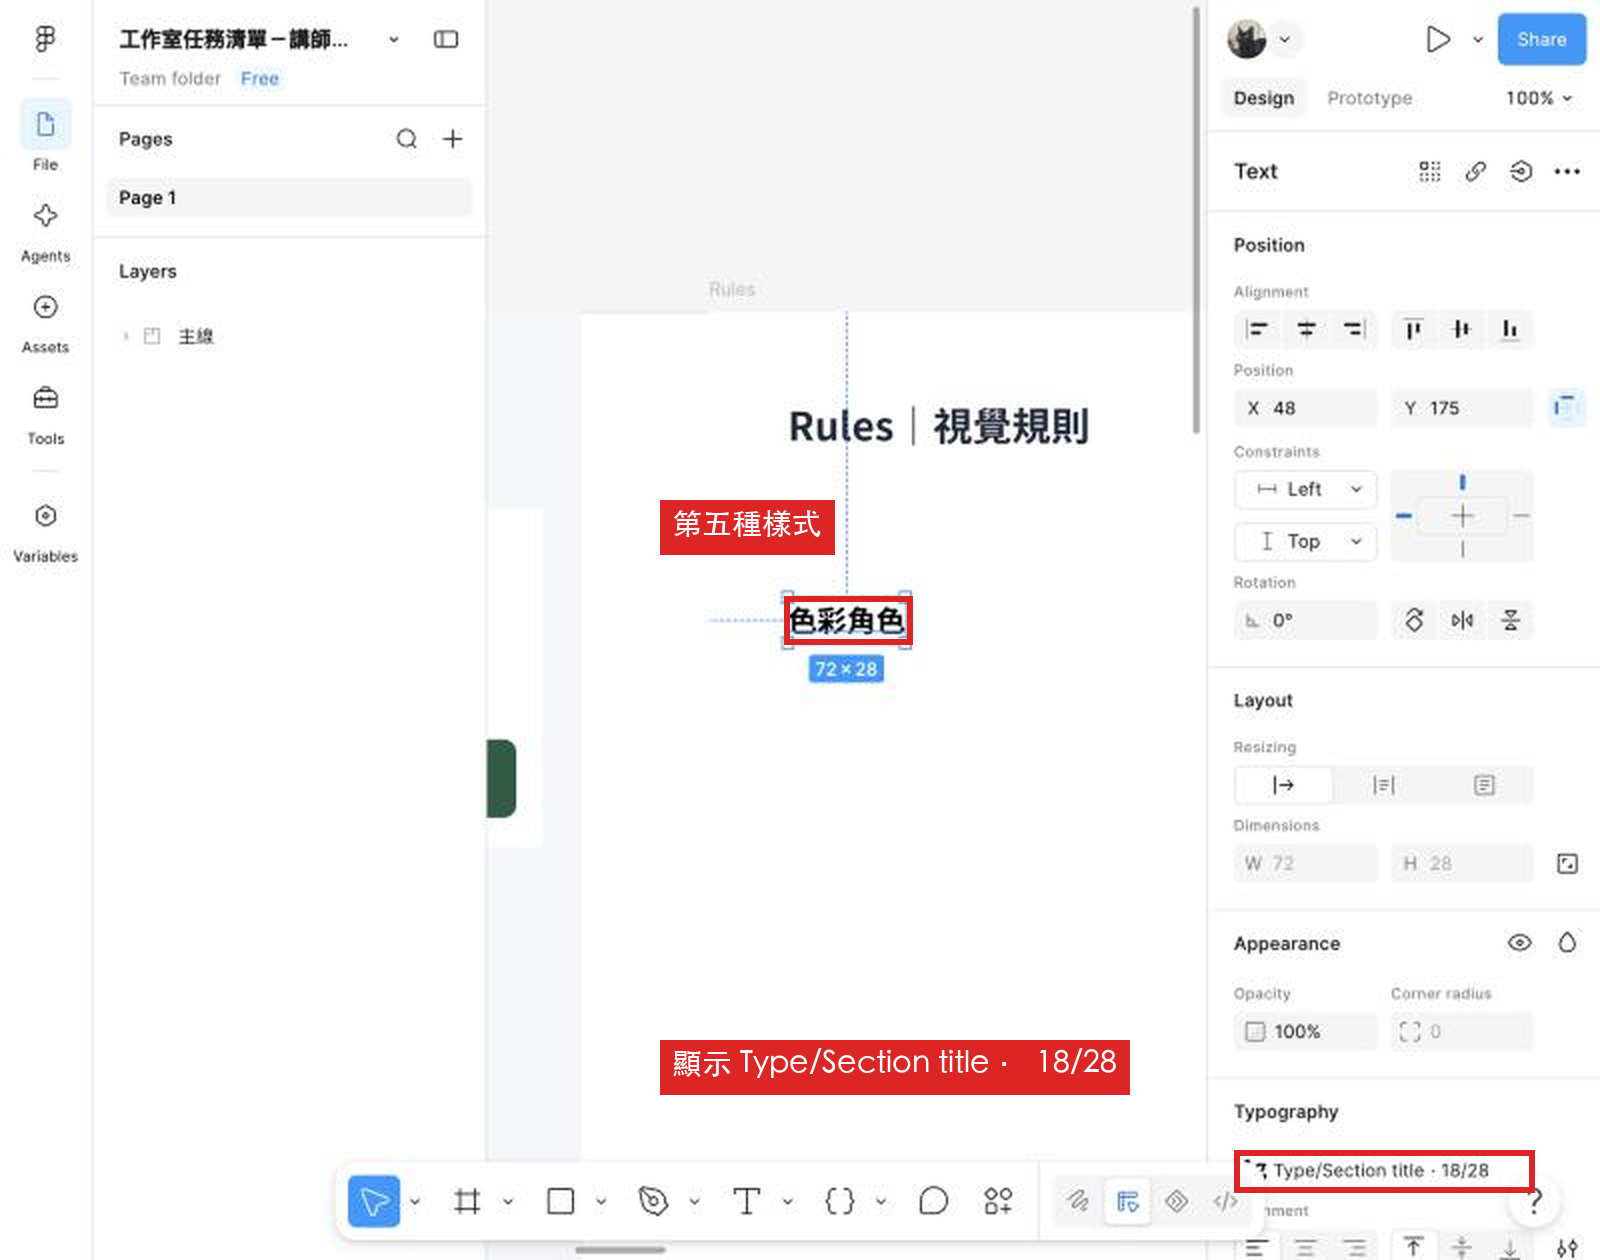 工作室任務清單－講師...
Team folder Free
File
Agents
Assets
Tools
Variables
Pages
Page 1
Layers
主線
Rules
Rules｜視覺規則
第五種樣式
色彩角色
72 × 28
顯示 Type/Section title · 18/28
Share
Design Prototype 100%
Text
Position
Alignment
Position
X 48 Y 175
Constraints
Left
Top
Rotation
0°
Layout
Resizing
Dimensions
W 72 H 28
Appearance
Opacity Corner radius
100% 0
Typography
Type/Section title · 18/28
nment
?